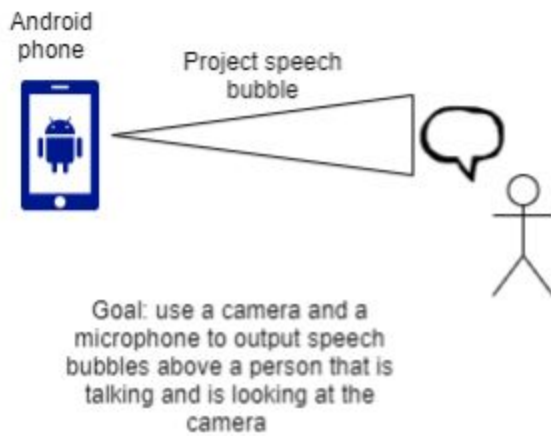 Android
phone
Project speech
bubble
Goal: use a camera and a
microphone to output speech
bubbles above a person that is
talking and is looking at the
camera